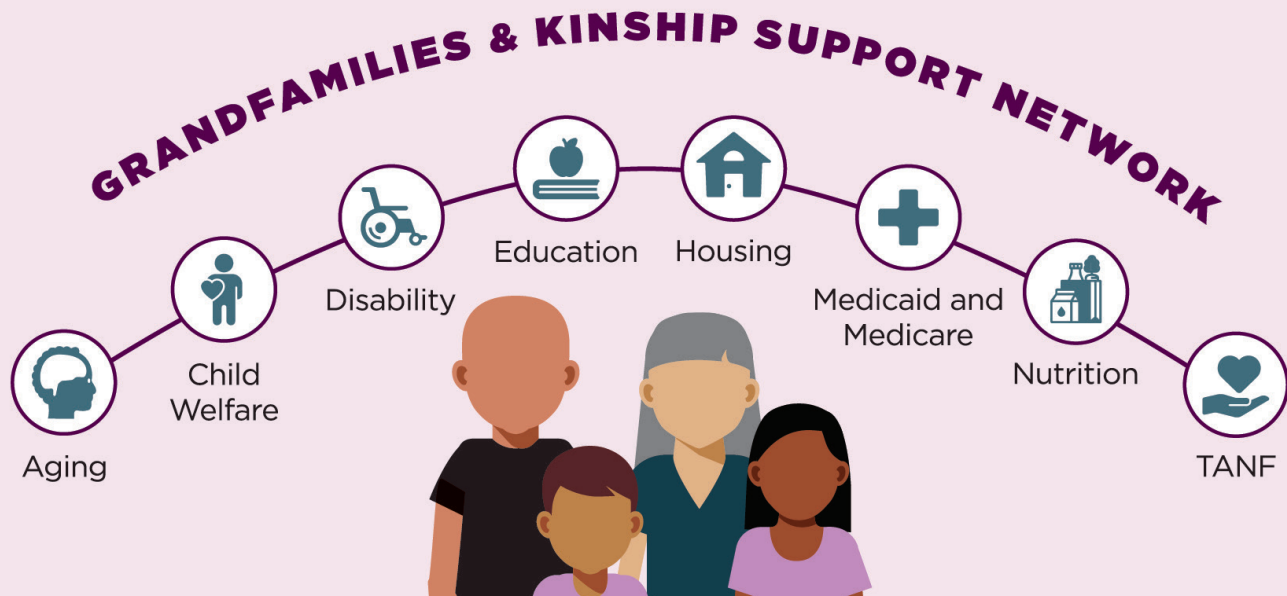 GRANDFAMILIES & KINSHIP SUPPORT NETWORK
Aging
Child
Welfare
Disability
Education
Housing
Medicaid and
Medicare
Nutrition
TANF